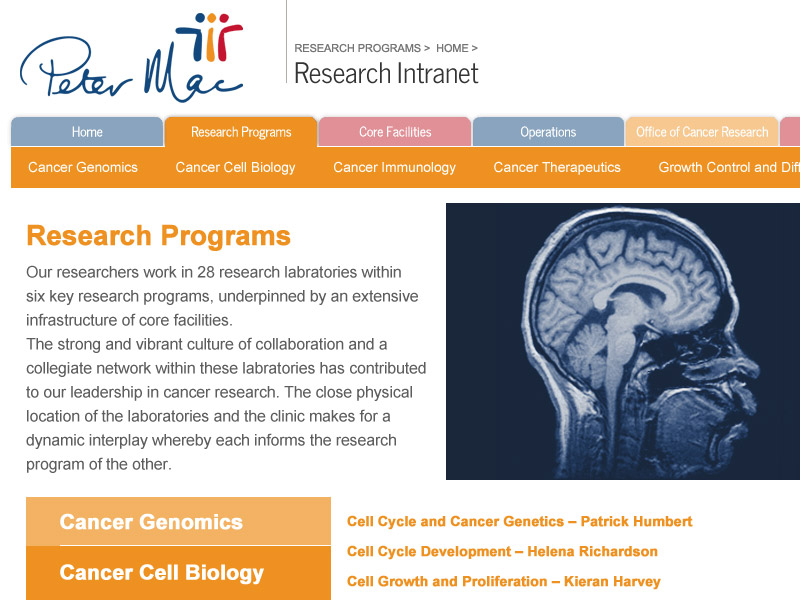 Peter Mac
RESEARCH PROGRAMS > HOME >
Research Intranet
Home
Research Programs
Core Facilities
Operations
Office of Cancer Research
Cancer Genomics
Cancer Cell Biology
Cancer Immunology
Cancer Therapeutics
Growth Control and Diff
Research Programs
Our researchers work in 28 research labratories within
six key research programs, underpinned by an extensive
infrastructure of core facilities.
The strong and vibrant culture of collaboration and a
collegiate network within these labratories has contributed
to our leadership in cancer research. The close physical
location of the laboratories and the clinic makes for a
dynamic interplay whereby each informs the research
program of the other.
Cancer Genomics
Cancer Cell Biology
Cell Cycle and Cancer Genetics – Patrick Humbert
Cell Cycle Development – Helena Richardson
Cell Growth and Proliferation – Kieran Harvey